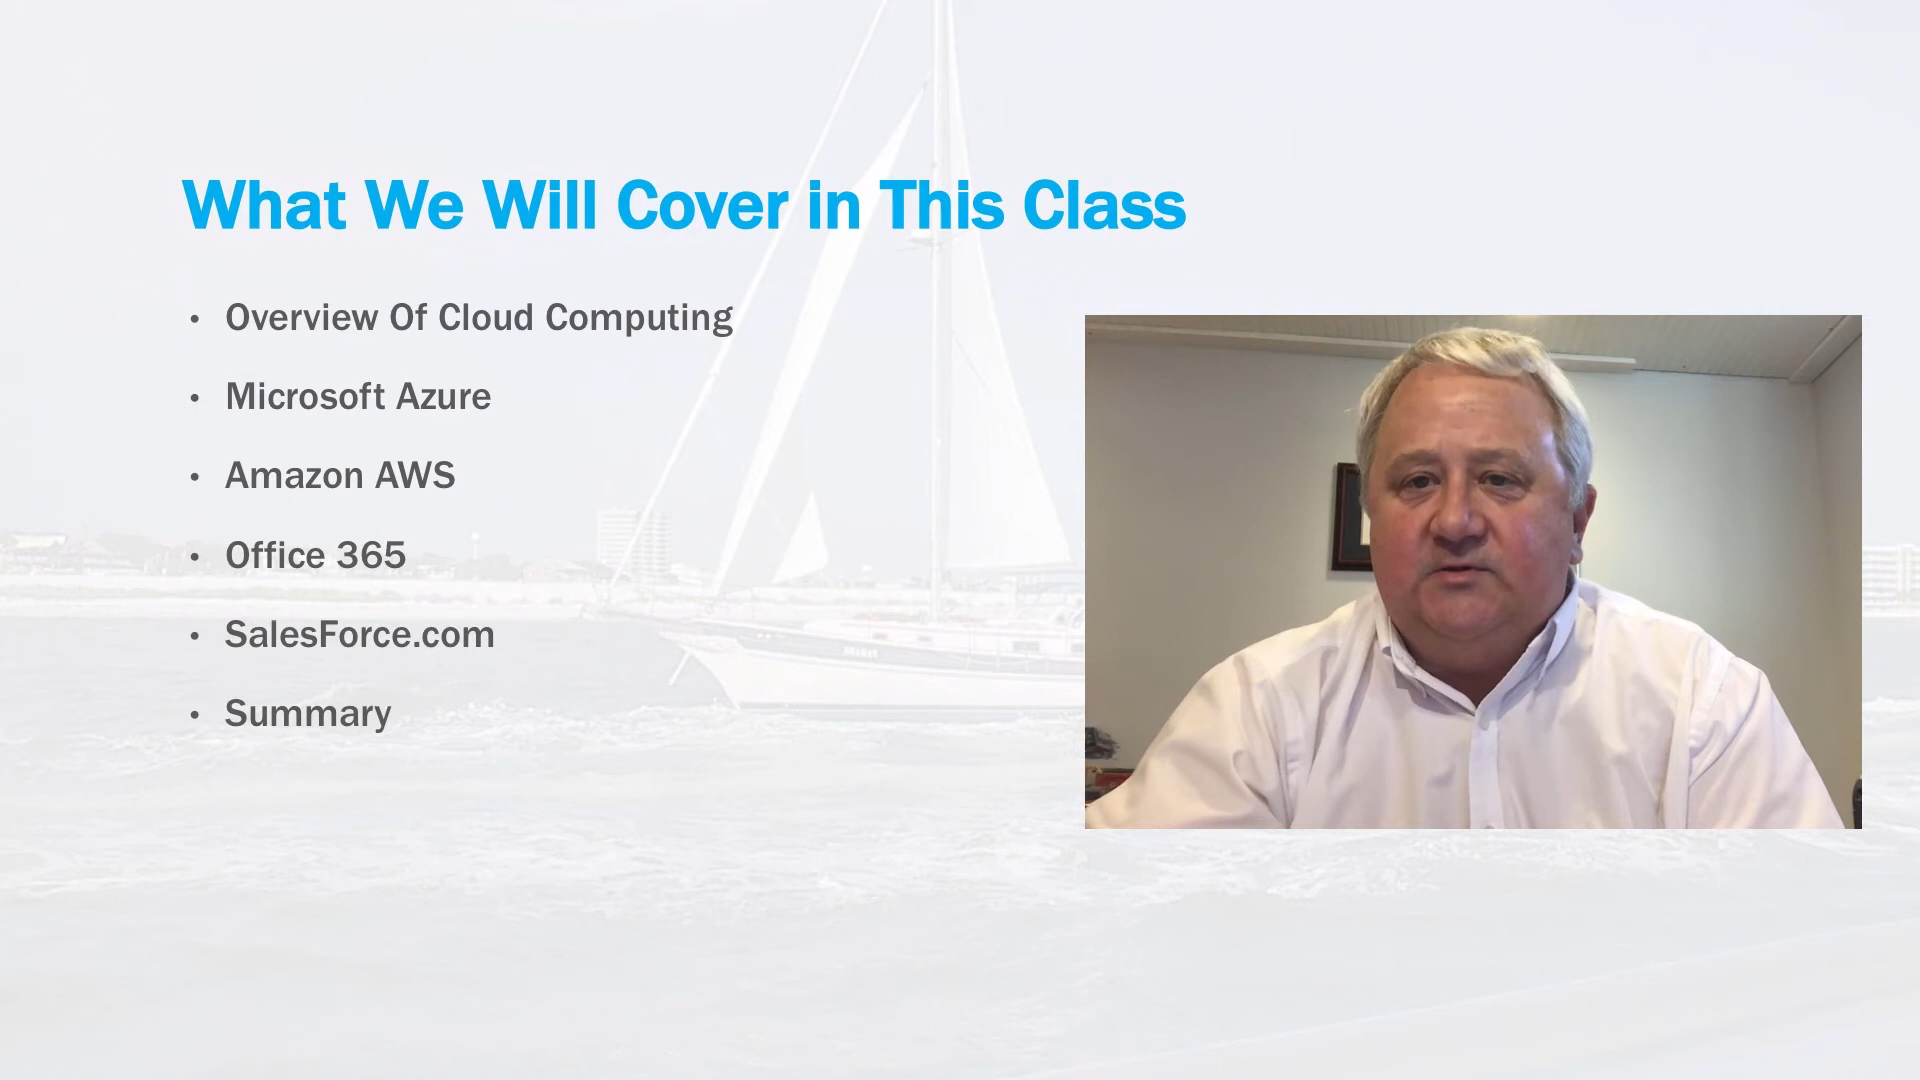 What We Will Cover in This Class
• Overview Of Cloud Computing
• Microsoft Azure
• Amazon AWS
• Office 365
• SalesForce.com
• Summary